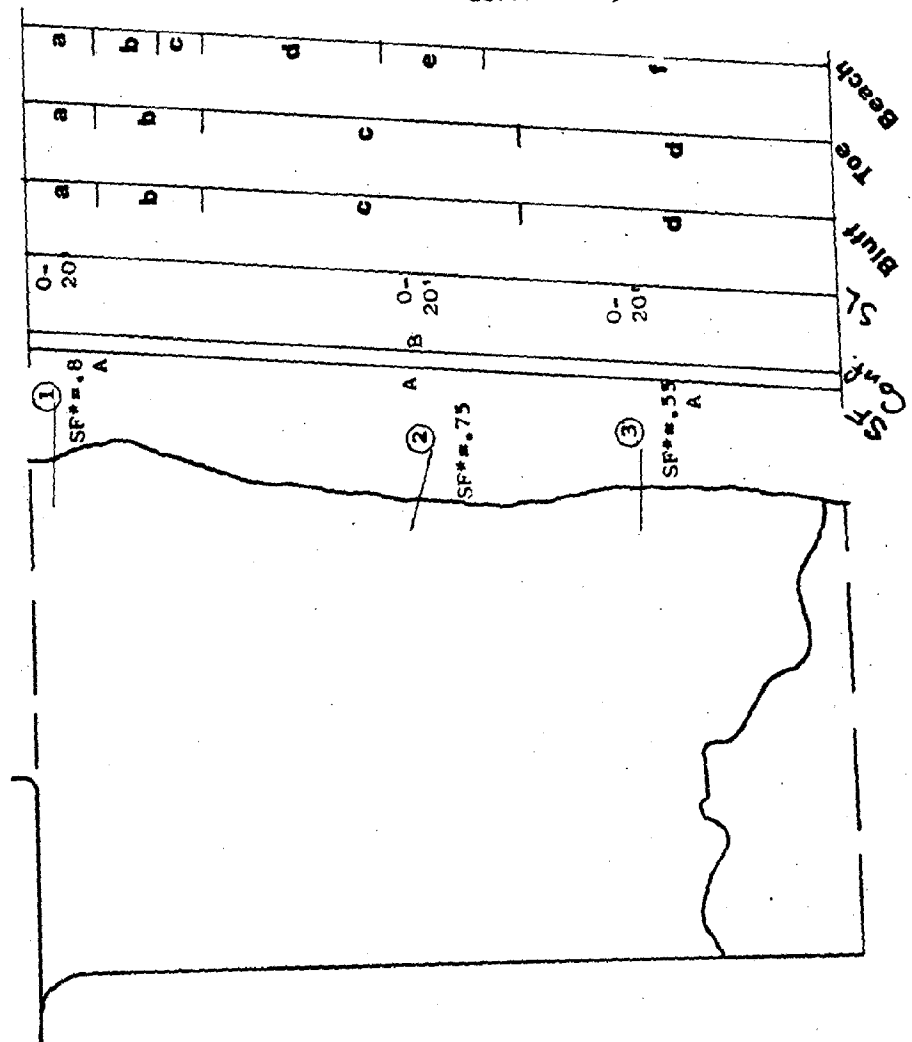 a b c d e f Beach
a b c d Toe
a b c d Bluff
0-20' 0-20' 0-20' SL
B Conf.
A A A SF
① SF*=.8
② SF*=.75
③ SF*=.55